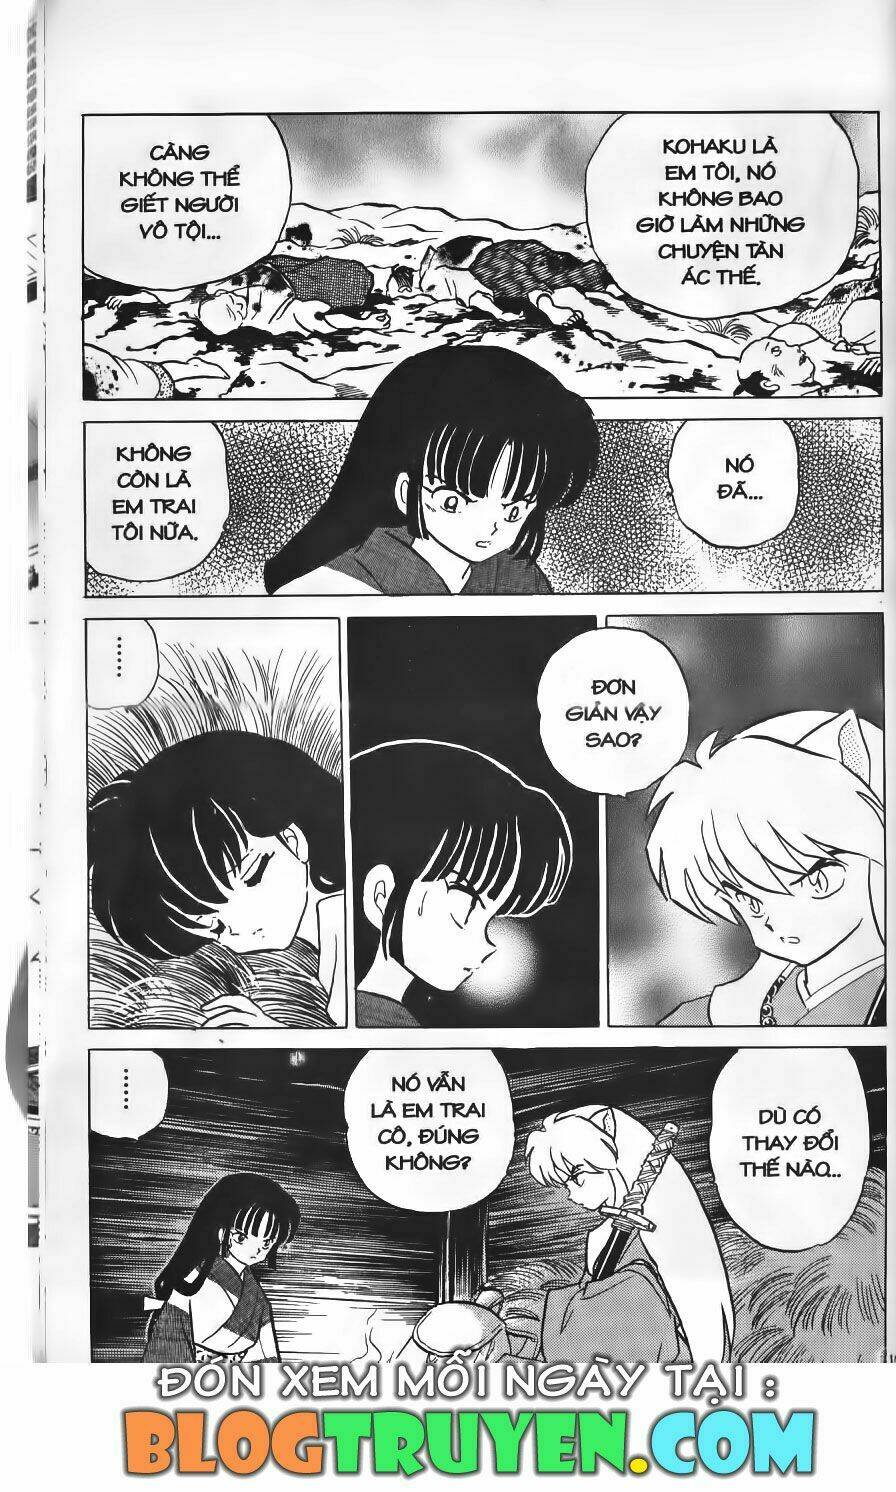 KOHAKU LÀ
EM TÔI, NÓ
KHÔNG BAO
GIỜ LÀM NHỮNG
CHUYỆN TÀN
ÁC THẾ.
CÀNG
KHÔNG THỂ
GIẾT NGƯỜI
VÔ TỘI...
NÓ
ĐÃ...
KHÔNG
CÒN LÀ
EM TRAI
TÔI NỮA.
ĐƠN
GIẢN VẬY
SAO?
......
DÙ CÓ
THAY ĐỔI
THẾ NÀO...
NÓ VẪN
LÀ EM TRAI
CÔ, ĐÚNG
KHÔNG?
......
ĐÓN XEM MỖI NGÀY TẠI :
BLOGTRUYEN.COM